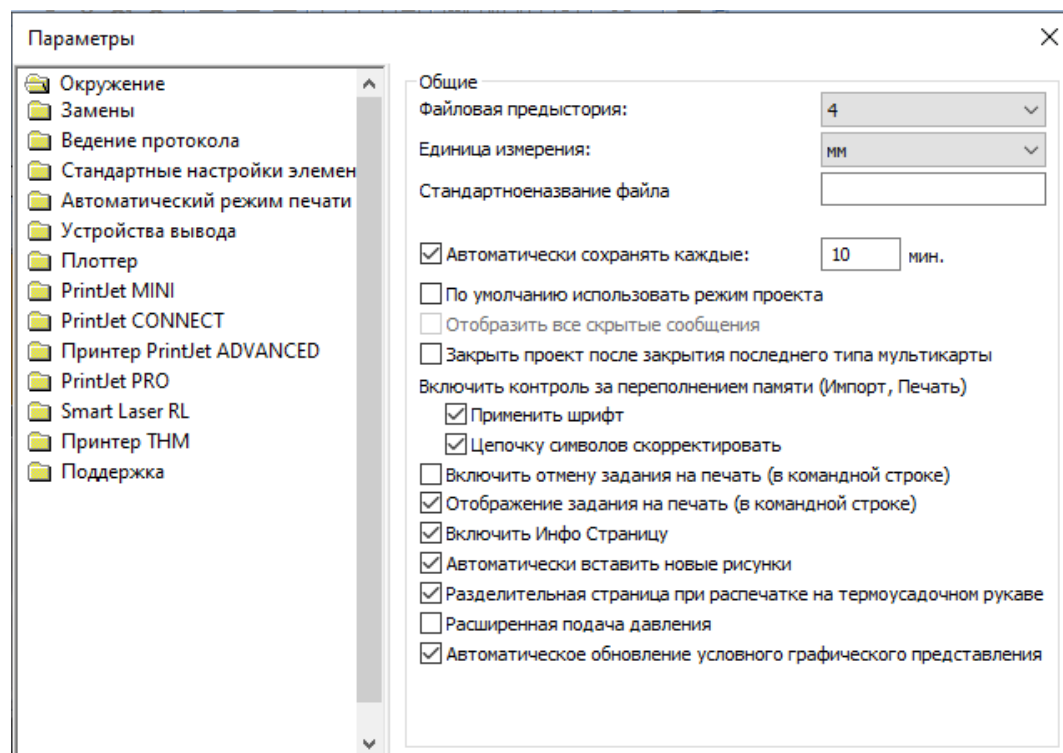 Параметры
Окружение
Замены
Ведение протокола
Стандартные настройки элемен
Автоматический режим печати
Устройства вывода
Плоттер
PrintJet MINI
PrintJet CONNECT
Принтер PrintJet ADVANCED
PrintJet PRO
Smart Laser RL
Принтер THM
Поддержка
Общие
Файловая предыстория: 4
Единица измерения: мм
Стандартноеназвание файла
Автоматически сохранять каждые: 10 мин.
По умолчанию использовать режим проекта
Отобразить все скрытые сообщения
Закрыть проект после закрытия последнего типа мультикарты
Включить контроль за переполнением памяти (Импорт, Печать)
Применить шрифт
Цепочку символов скорректировать
Включить отмену задания на печать (в командной строке)
Отображение задания на печать (в командной строке)
Включить Инфо Страницу
Автоматически вставить новые рисунки
Разделительная страница при распечатке на термоусадочном рукаве
Расширенная подача давления
Автоматическое обновление условного графического представления